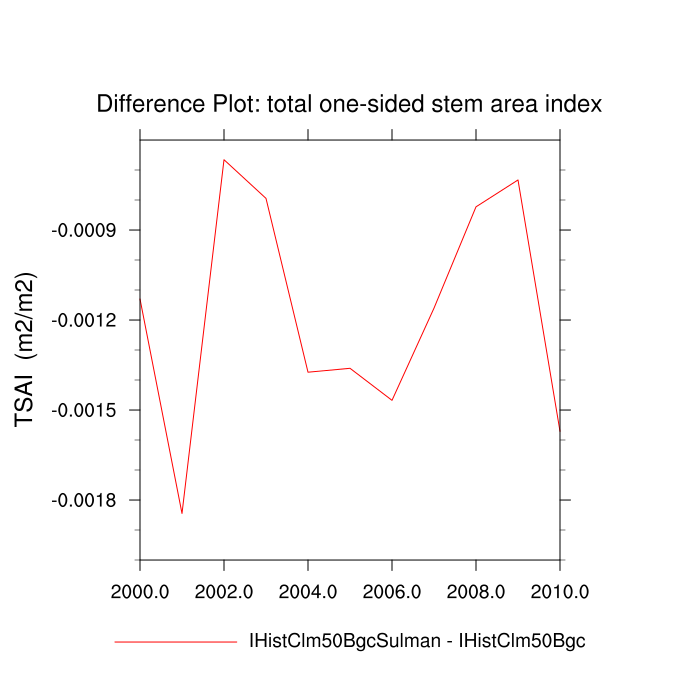 Difference Plot: total one-sided stem area index
TSAI (m2/m2)
-0.0009
-0.0012
-0.0015
-0.0018
2000.0 2002.0 2004.0 2006.0 2008.0 2010.0
IHistClm50BgcSulman - IHistClm50Bgc